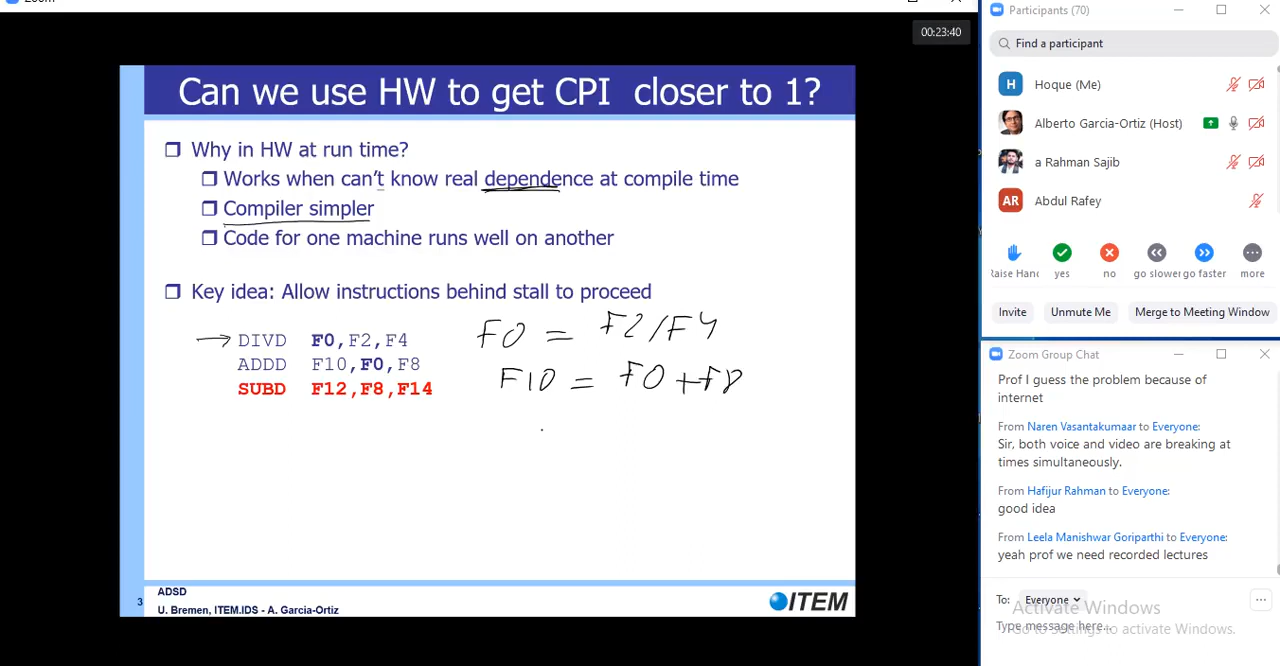 00:23:40
Can we use HW to get CPI closer to 1?
Why in HW at run time?
Works when can't know real dependence at compile time
Compiler simpler
Code for one machine runs well on another
Key idea: Allow instructions behind stall to proceed
DIVD F0,F2,F4
ADDD F10,F0,F8
SUBD F12,F8,F14
F0 = F2/F4
F10 = F0+F8
3
ADSD
U. Bremen, ITEM.IDS - A. Garcia-Ortiz
ITEM
Participants (70)
Find a participant
H Hoque (Me)
Alberto Garcia-Ortiz (Host)
a Rahman Sajib
AR Abdul Rafey
Raise Hand yes no go slower go faster more
Invite Unmute Me Merge to Meeting Window
Zoom Group Chat
Prof I guess the problem because of
internet
From Naren Vasantakumaar to Everyone:
Sir, both voice and video are breaking at
times simultaneously.
From Hafijur Rahman to Everyone:
good idea
From Leela Manishwar Goriparthi to Everyone:
yeah prof we need recorded lectures
To: Everyone
Type message here...
Activate Windows
Go to Settings to activate Windows.